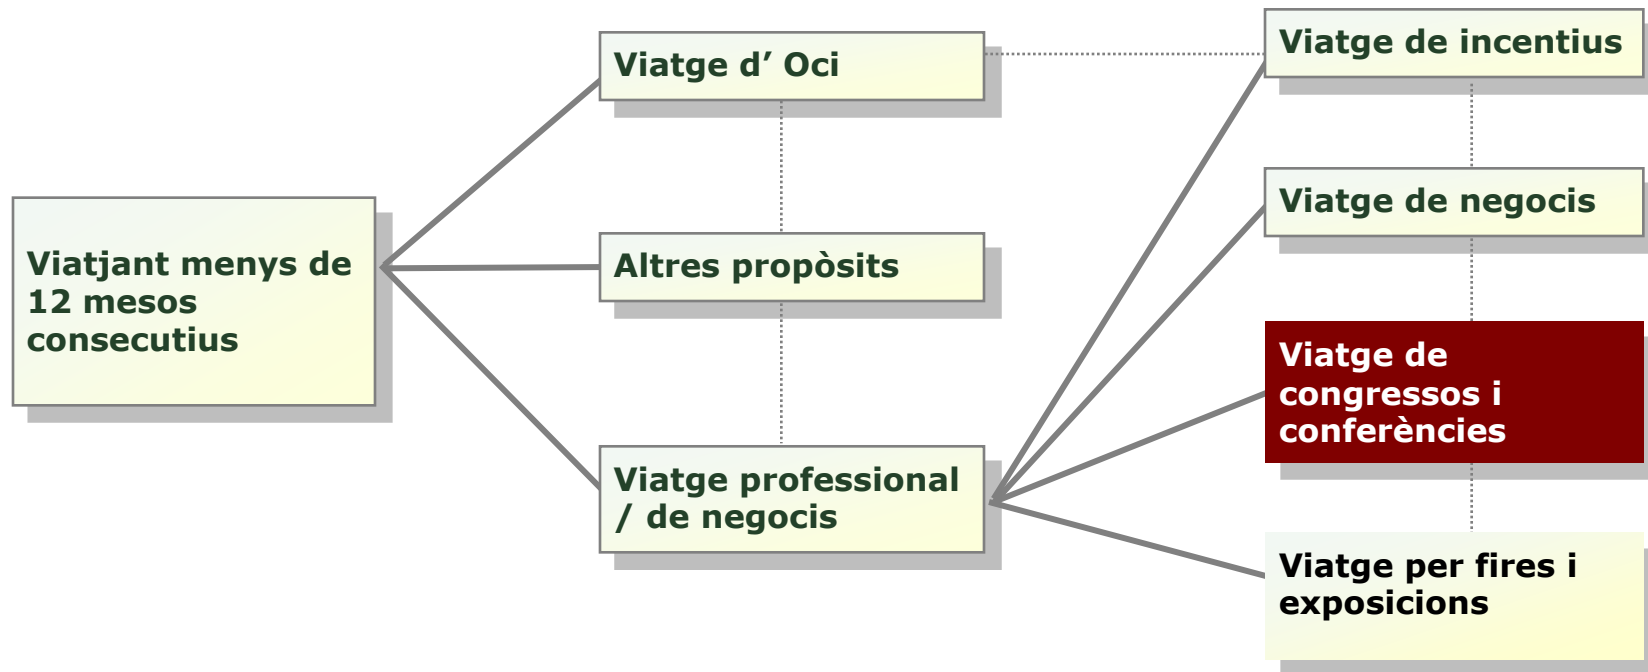 Viatjant menys de
12 mesos
consecutius
Viatge d’ Oci
Altres propòsits
Viatge professional
/ de negocis
Viatge de incentius
Viatge de negocis
Viatge de
congressos i
conferències
Viatge per fires i
exposicions